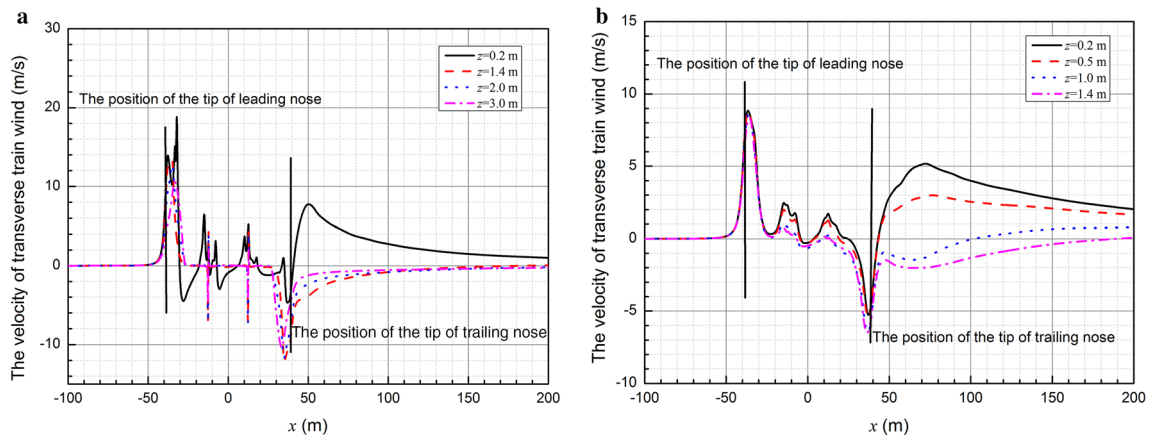 a
The velocity of transverse train wind (m/s)
30
20
10
0
-10
z=0.2 m
z=1.4 m
z=2.0 m
z=3.0 m
The position of the tip of leading nose
The position of the tip of trailing nose
-100 -50 0 50 100 150 200
x (m)
b
The velocity of transverse train wind (m/s)
15
10
5
0
-5
-10
z=0.2 m
z=0.5 m
z=1.0 m
z=1.4 m
The position of the tip of leading nose
The position of the tip of trailing nose
-100 -50 0 50 100 150 200
x (m)